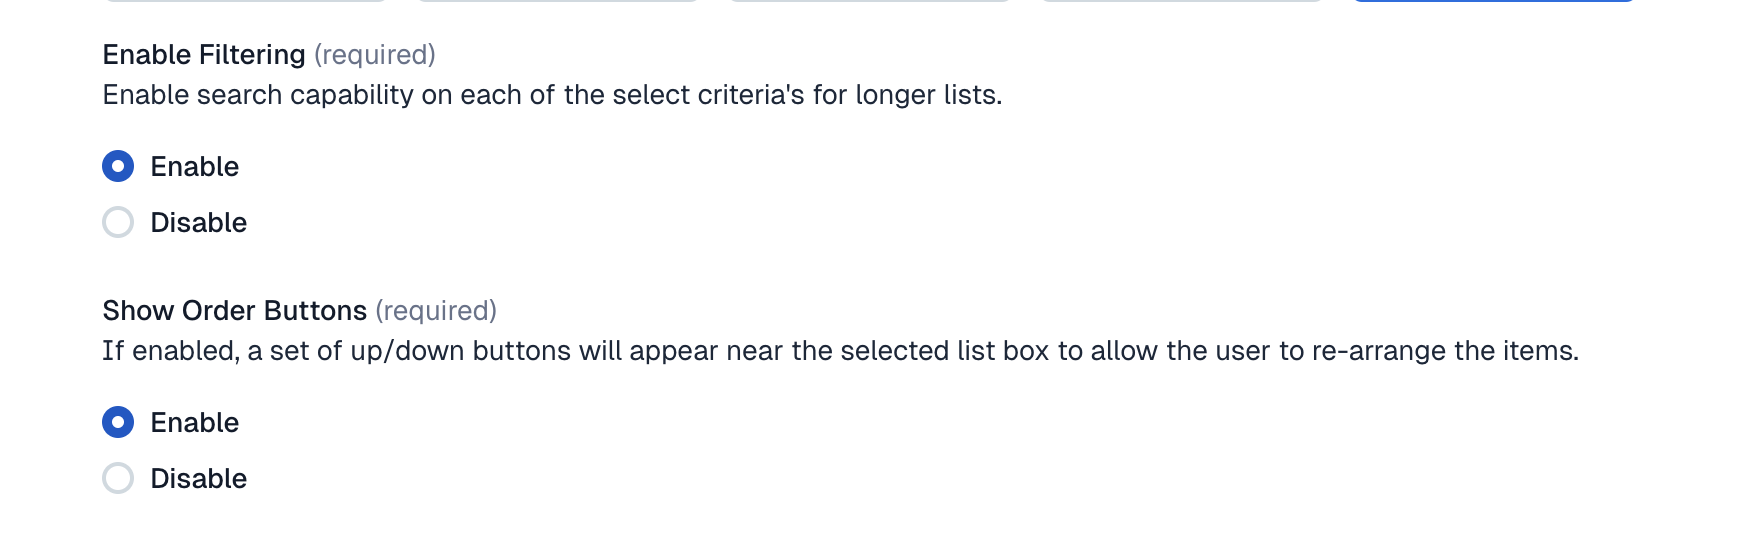 Enable Filtering (required)
Enable search capability on each of the select criteria's for longer lists.
Enable
Disable
Show Order Buttons (required)
If enabled, a set of up/down buttons will appear near the selected list box to allow the user to re-arrange the items.
Enable
Disable